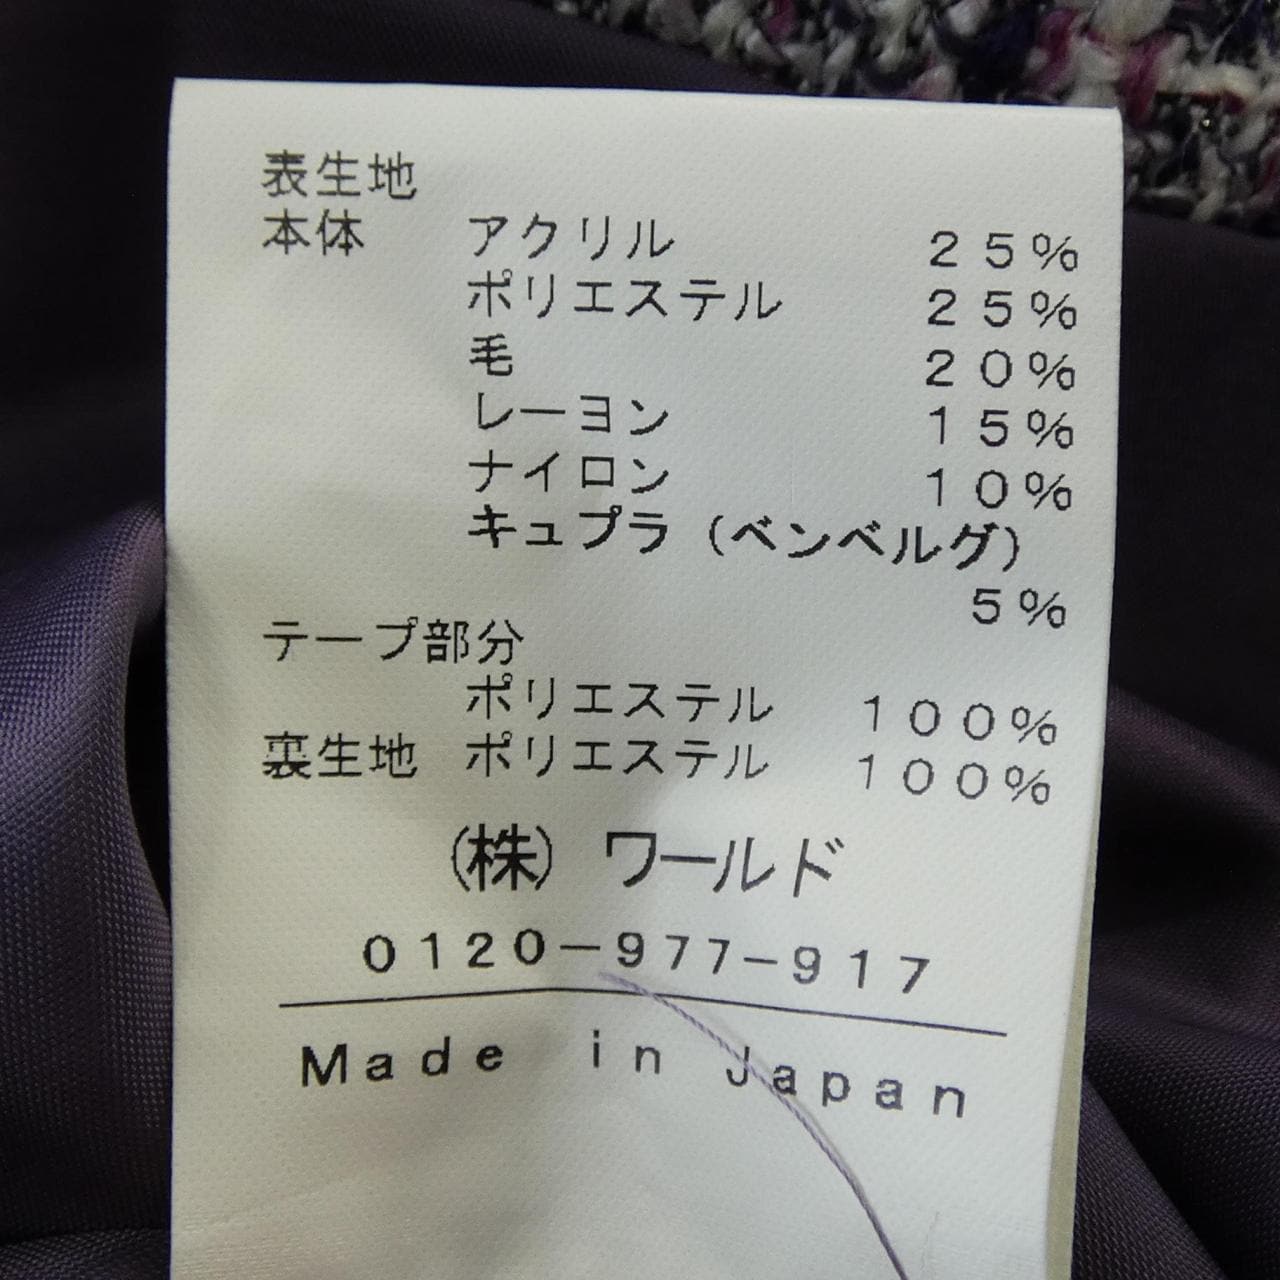 表生地
本体 アクリル 25%
ポリエステル 25%
毛 20%
レーヨン 15%
ナイロン 10%
キュプラ（ベンベルグ）
5%
テープ部分
ポリエステル 100%
裏生地 ポリエステル 100%
(株) ワールド
0120-977-917
Made in Japan